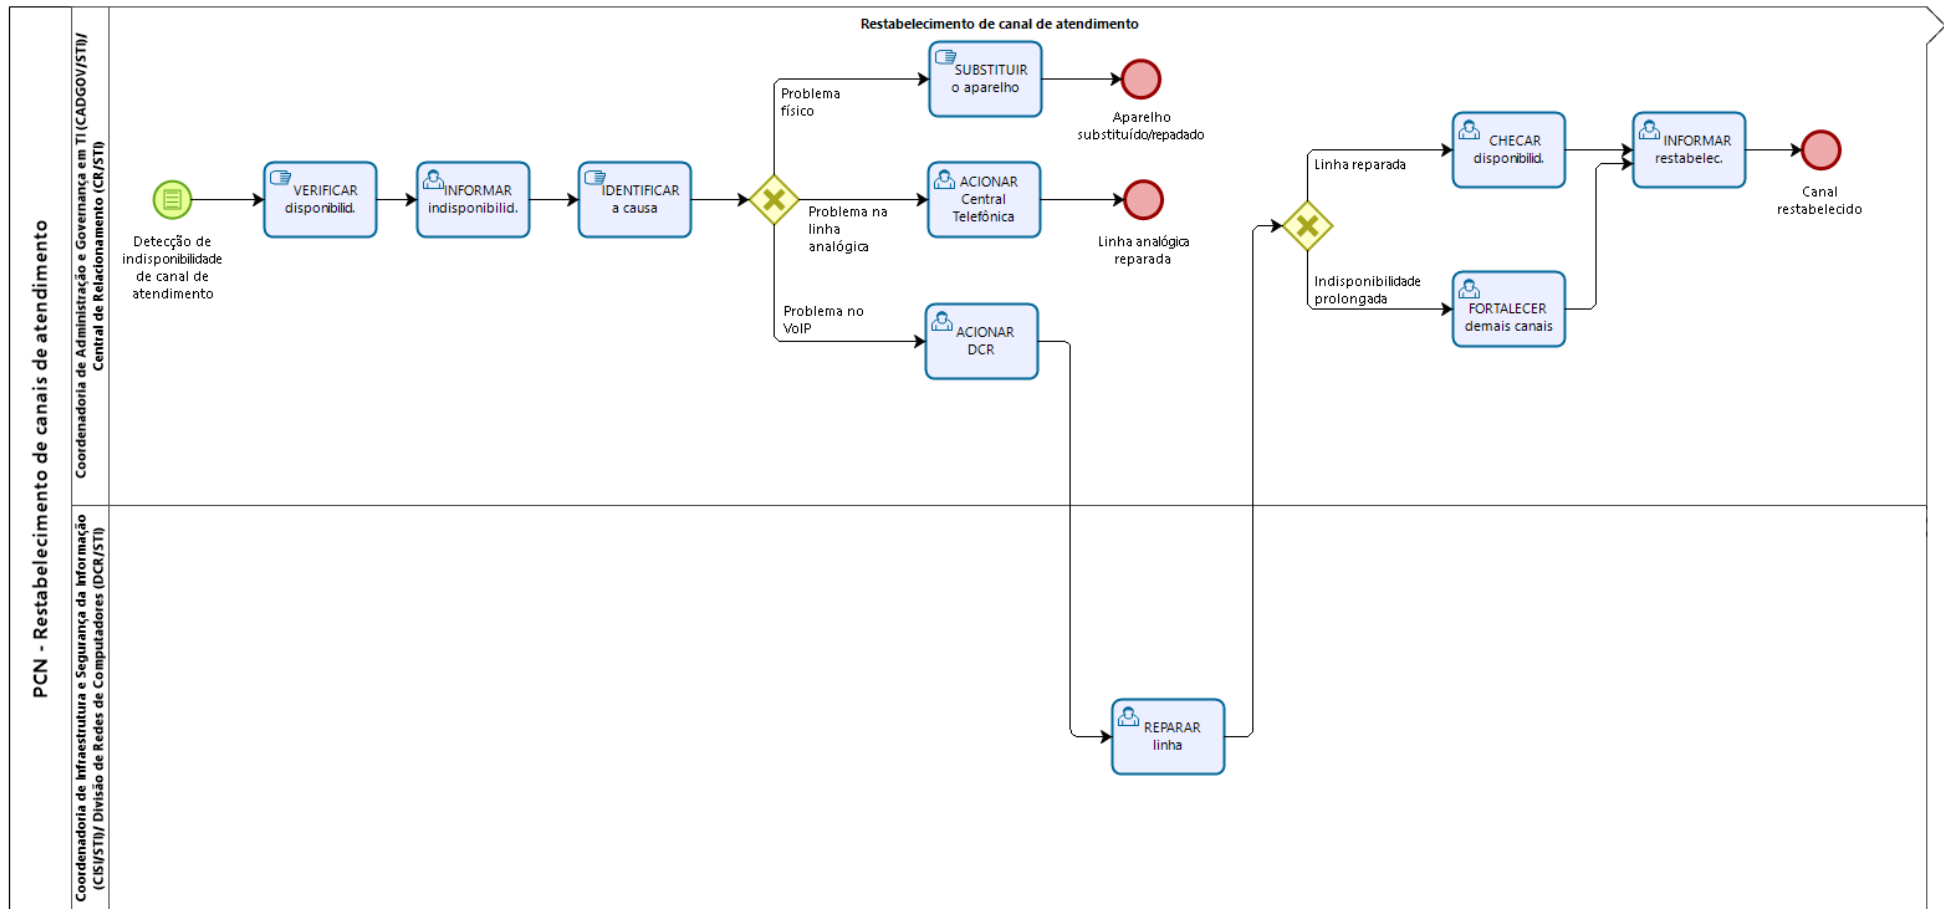 PCN - Restabelecimento de canais de atendimento
Coordenadoria de Administração e Governança em TI (CADGOV/STI)/
Central de Relacionamento (CR/STI)
Restabelecimento de canal de atendimento
Detecção de
indisponibilidade
de canal de
atendimento
VERIFICAR
disponibilid.
INFORMAR
indisponibilid.
IDENTIFICAR
a causa
Problema
físico
SUBSTITUIR
o aparelho
Aparelho
substituído/repadado
Problema na
linha
analógica
ACIONAR
Central
Telefônica
Linha analógica
reparada
Problema no
VoIP
ACIONAR
DCR
Linha reparada
CHECAR
disponibilid.
INFORMAR
restabelec.
Canal
restabelecido
Indisponibilidade
prolongada
FORTALECER
demais canais
Coordenadoria de Infraestrutura e Segurança da Informação
(CISI/STI)/ Divisão de Redes de Computadores (DCR/STI)
REPARAR
linha